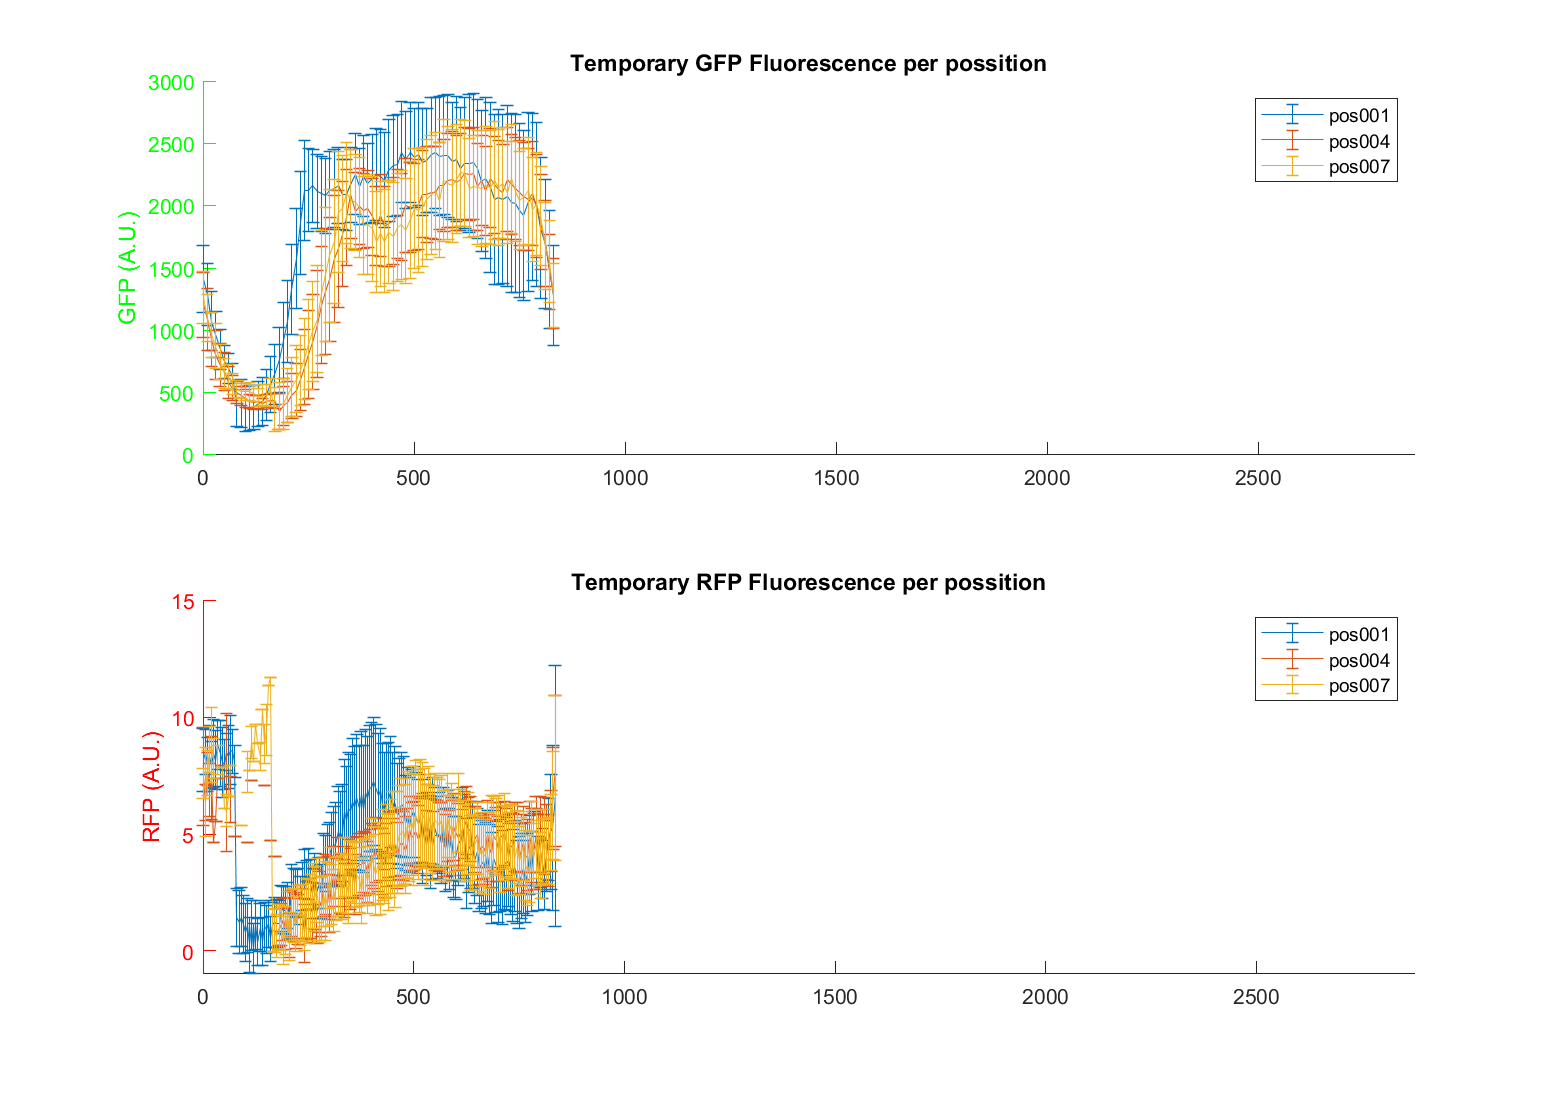 Temporary GFP Fluorescence per possition
3000
2500
2000
1500
1000
500
0
GFP (A.U.)
0 500 1000 1500 2000 2500
pos001
pos004
pos007
Temporary RFP Fluorescence per possition
15
10
5
0
RFP (A.U.)
0 500 1000 1500 2000 2500
pos001
pos004
pos007